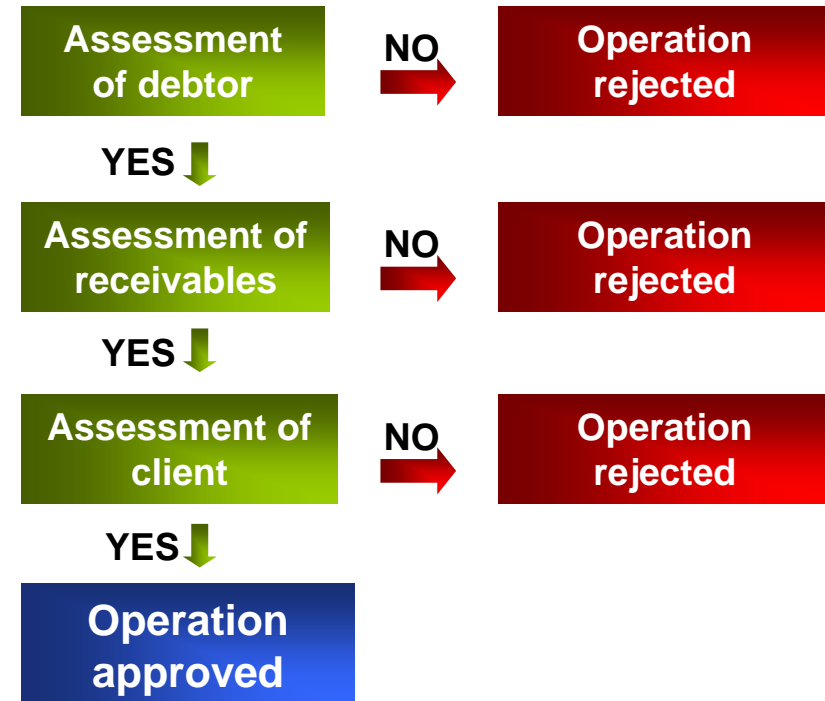 Assessment
of debtor
NO
Operation
rejected
YES
Assessment of
receivables
NO
Operation
rejected
YES
Assessment of
client
NO
Operation
rejected
YES
Operation
approved